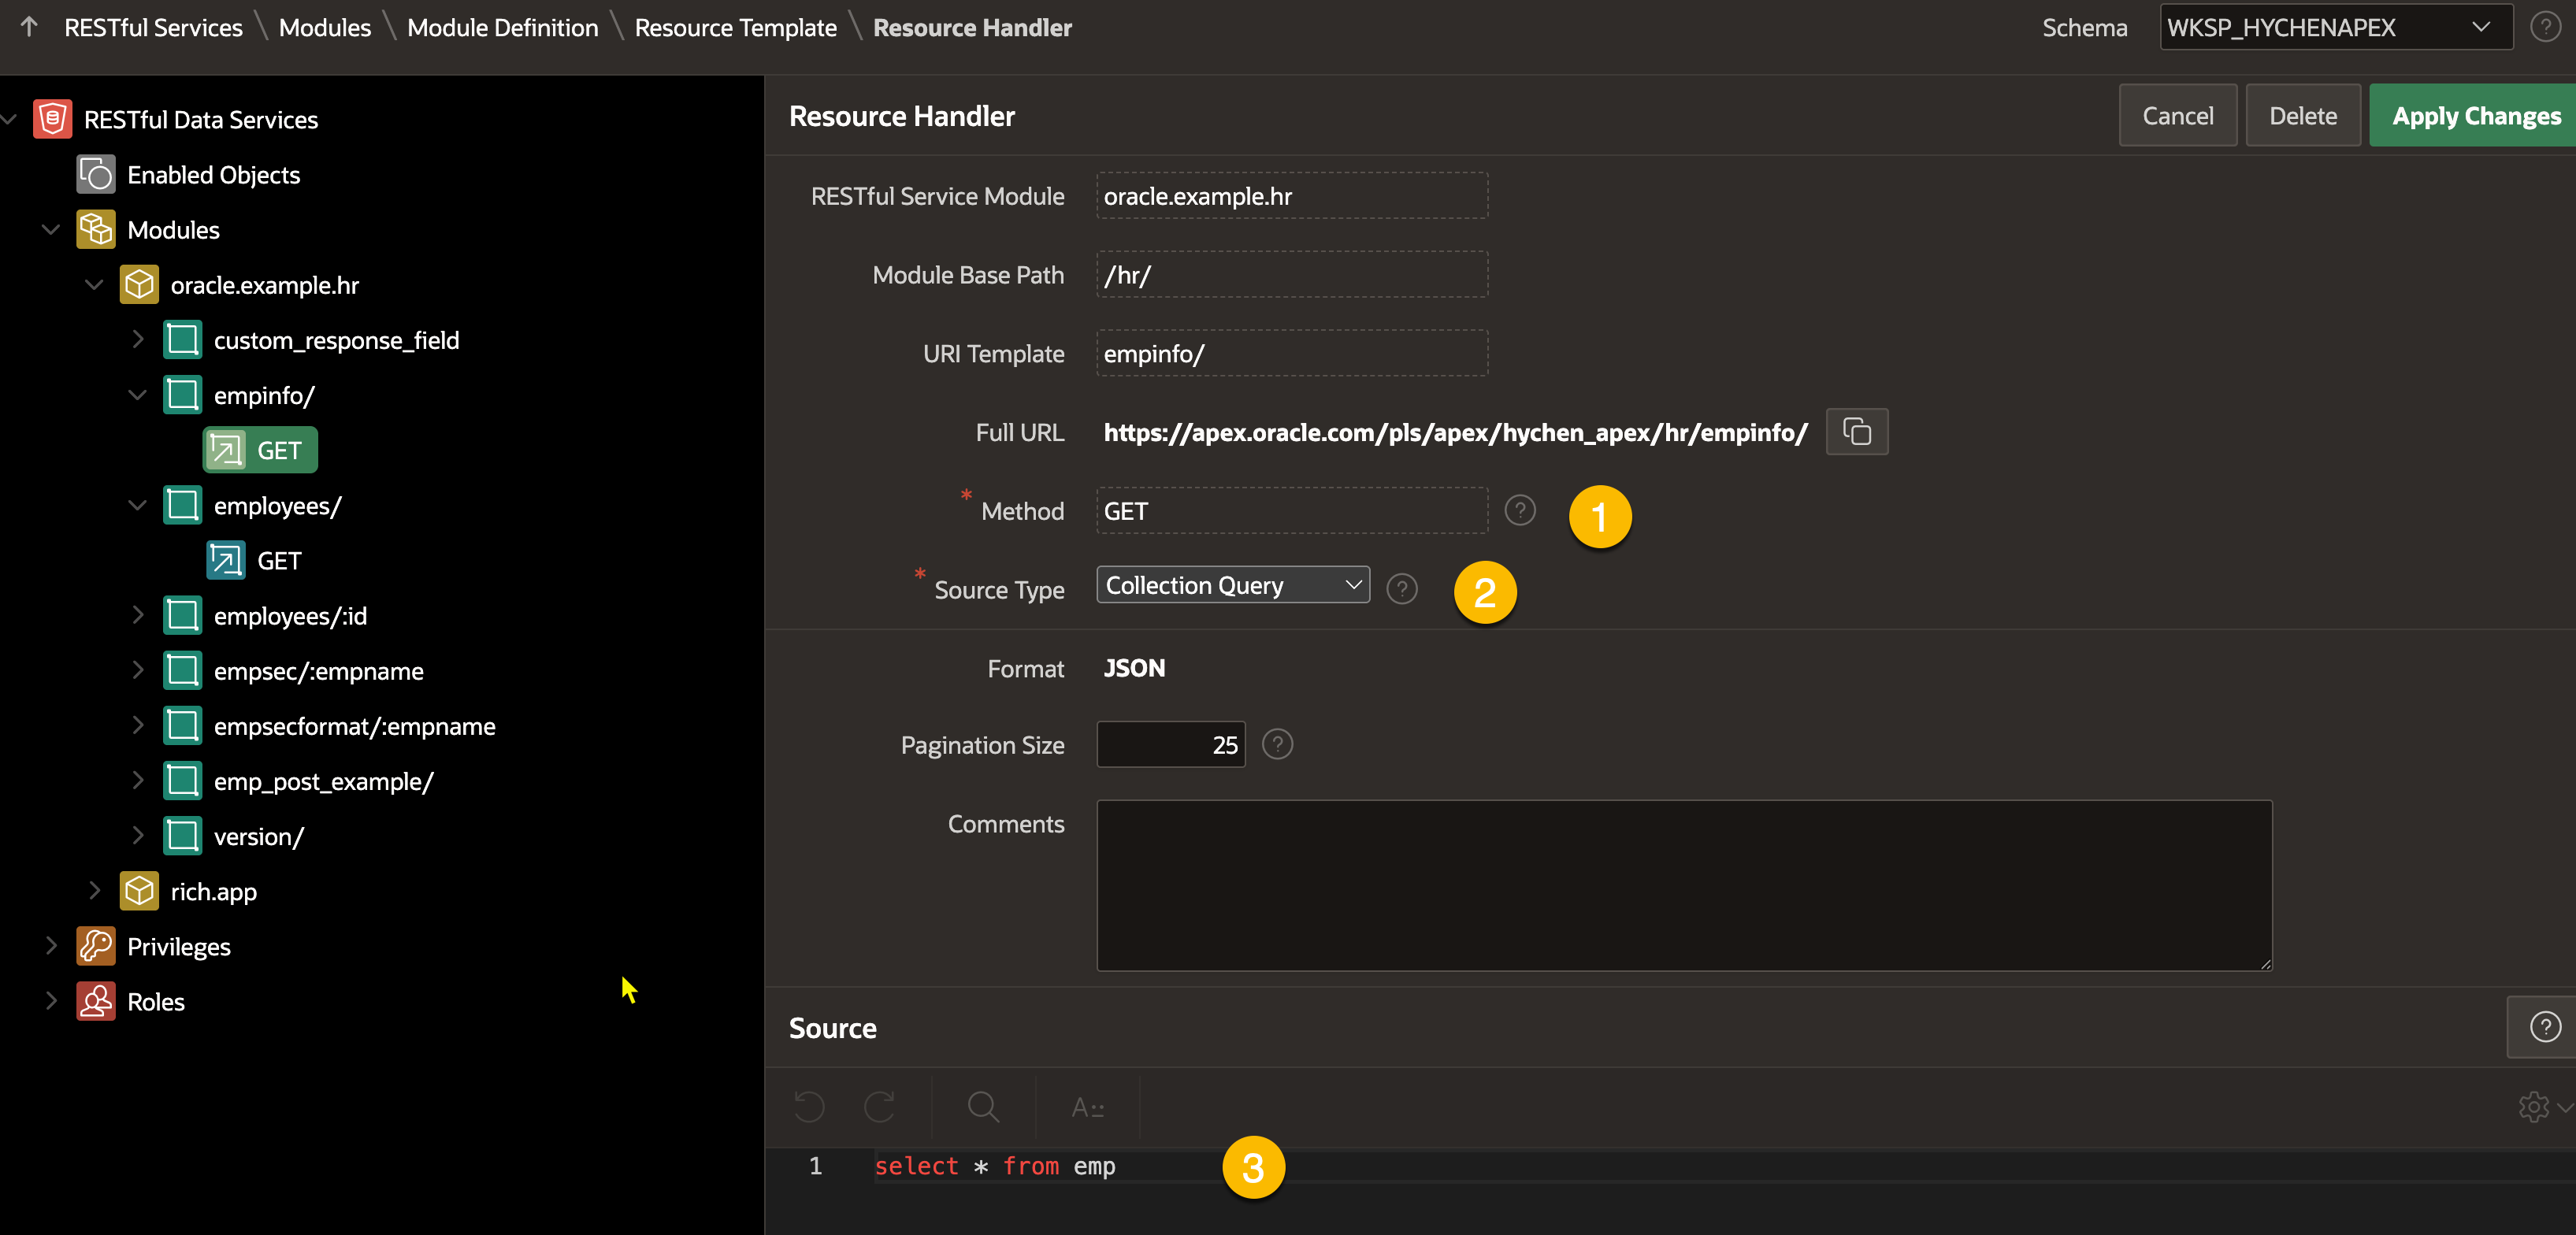 RESTful Services \ Modules \ Module Definition \ Resource Template \ Resource Handler
Schema WKSP_HYCHENAPEX
RESTful Data Services
Enabled Objects
Modules
oracle.example.hr
custom_response_field
empinfo/
GET
employees/
GET
employees/:id
empsec/:empname
empsecformat/:empname
emp_post_example/
version/
rich.app
Privileges
Roles
Resource Handler
Cancel Delete Apply Changes
RESTful Service Module oracle.example.hr
Module Base Path /hr/
URI Template empinfo/
Full URL https://apex.oracle.com/pls/apex/hychen_apex/hr/empinfo/
* Method GET ? 1
* Source Type Collection Query ? 2
Format JSON
Pagination Size 25 ?
Comments
Source ?
A
1 select * from emp 3